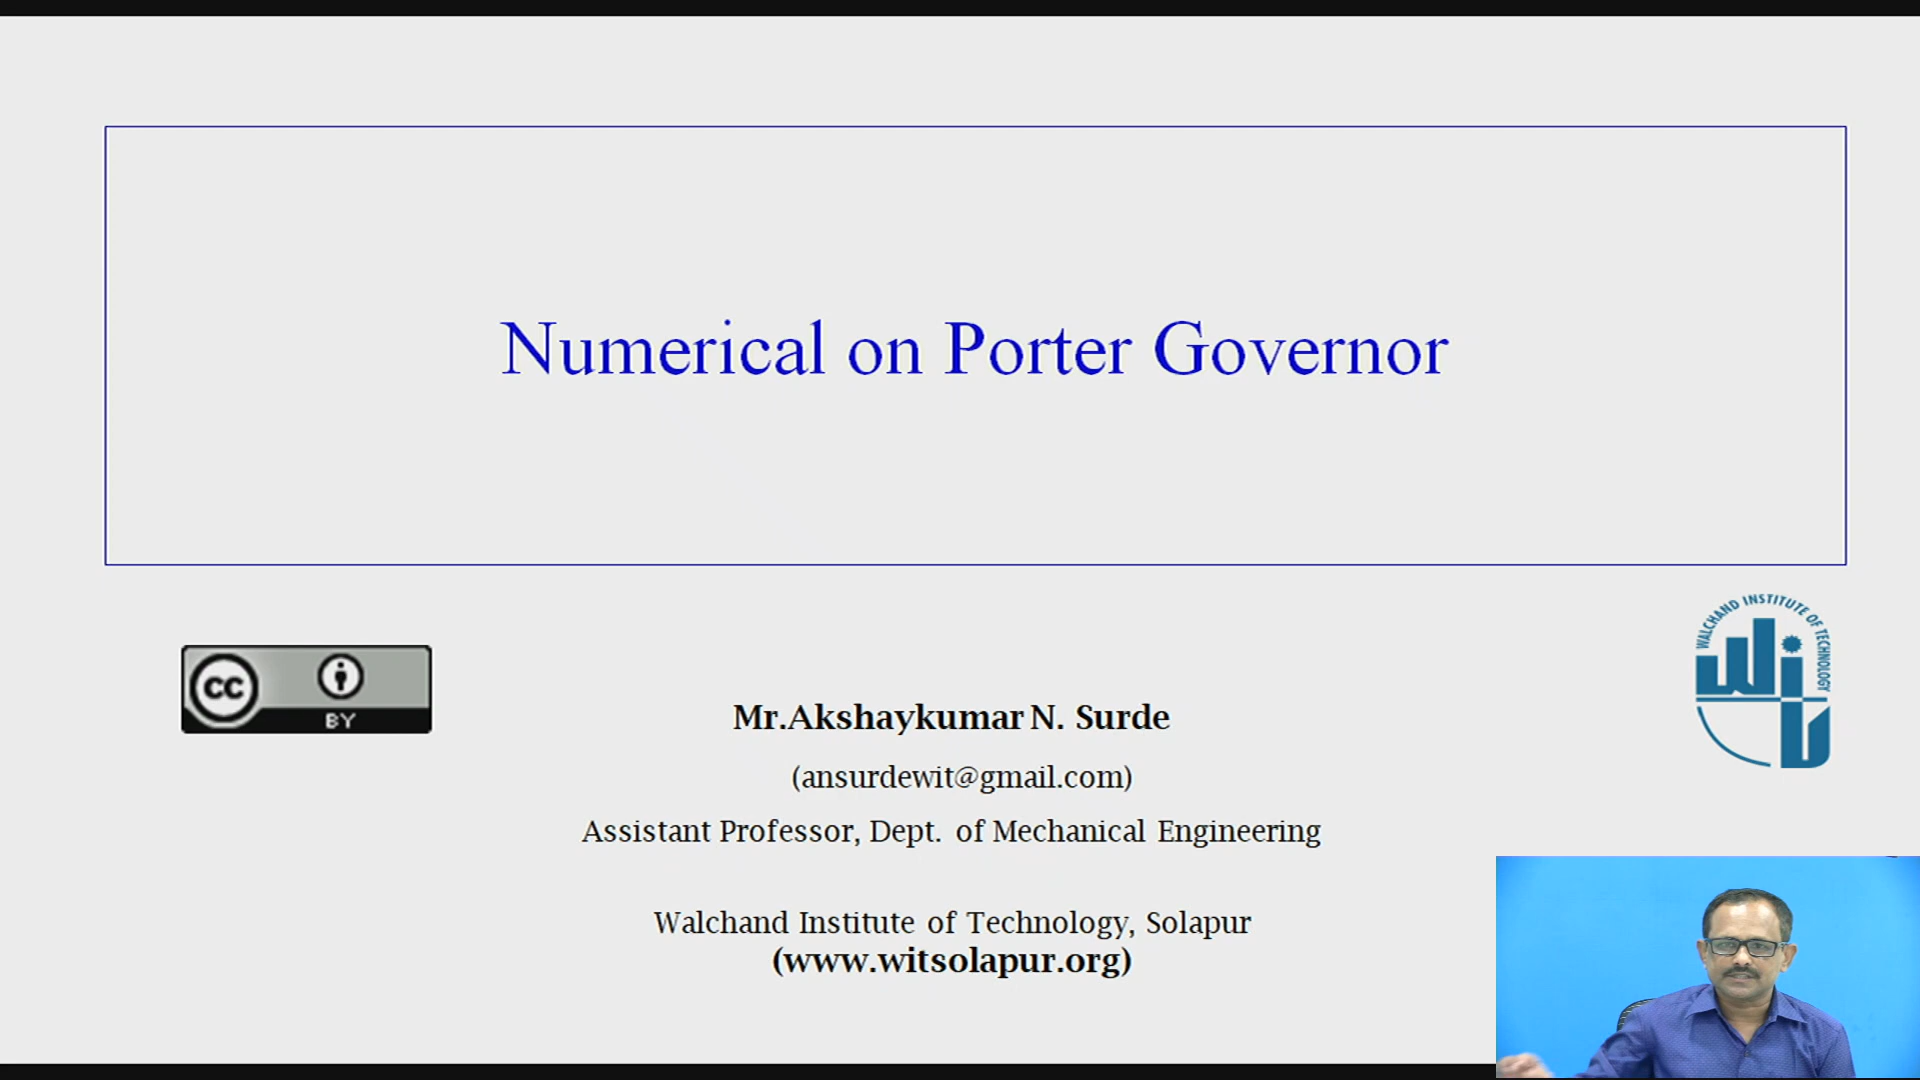 Numerical on Porter Governor
WALCHAND INSTITUTE OF TECHNOLOGY
WIT
CC
BY
Mr.Akshaykumar N. Surde
(ansurdewit@gmail.com)
Assistant Professor, Dept. of Mechanical Engineering
Walchand Institute of Technology, Solapur
(www.witsolapur.org)